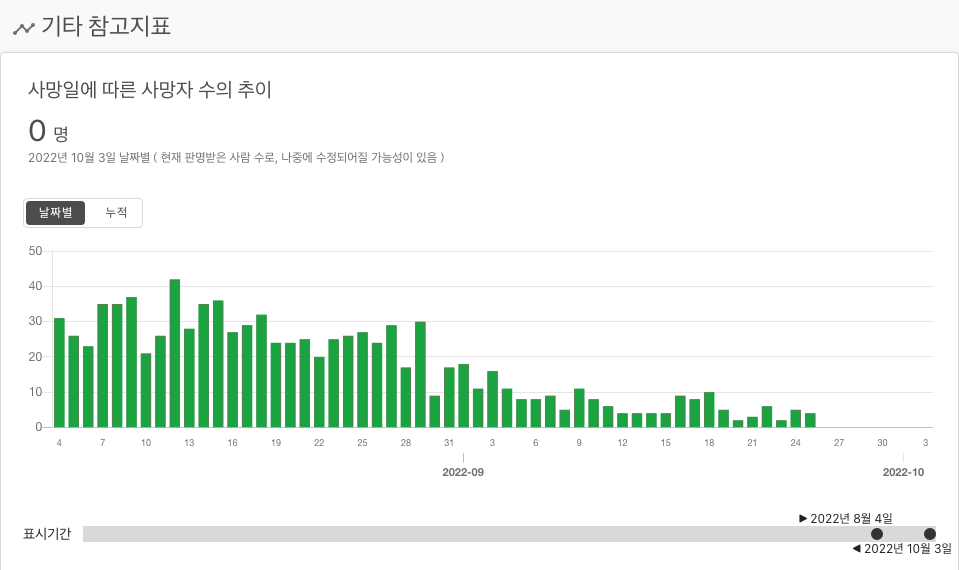 기타 참고지표
사망일에 따른 사망자 수의 추이
0 명
2022년 10월 3일 날짜별 ( 현재 판명받은 사람 수로, 나중에 수정되어질 가능성이 있음 )
날짜별 누적
50
40
30
20
10
0
4 7 10 13 16 19 22 25 28 31 3 6 9 12 15 18 21 24 27 30 3
2022-09 2022-10
▶ 2022년 8월 4일
표시기간
◀ 2022년 10월 3일